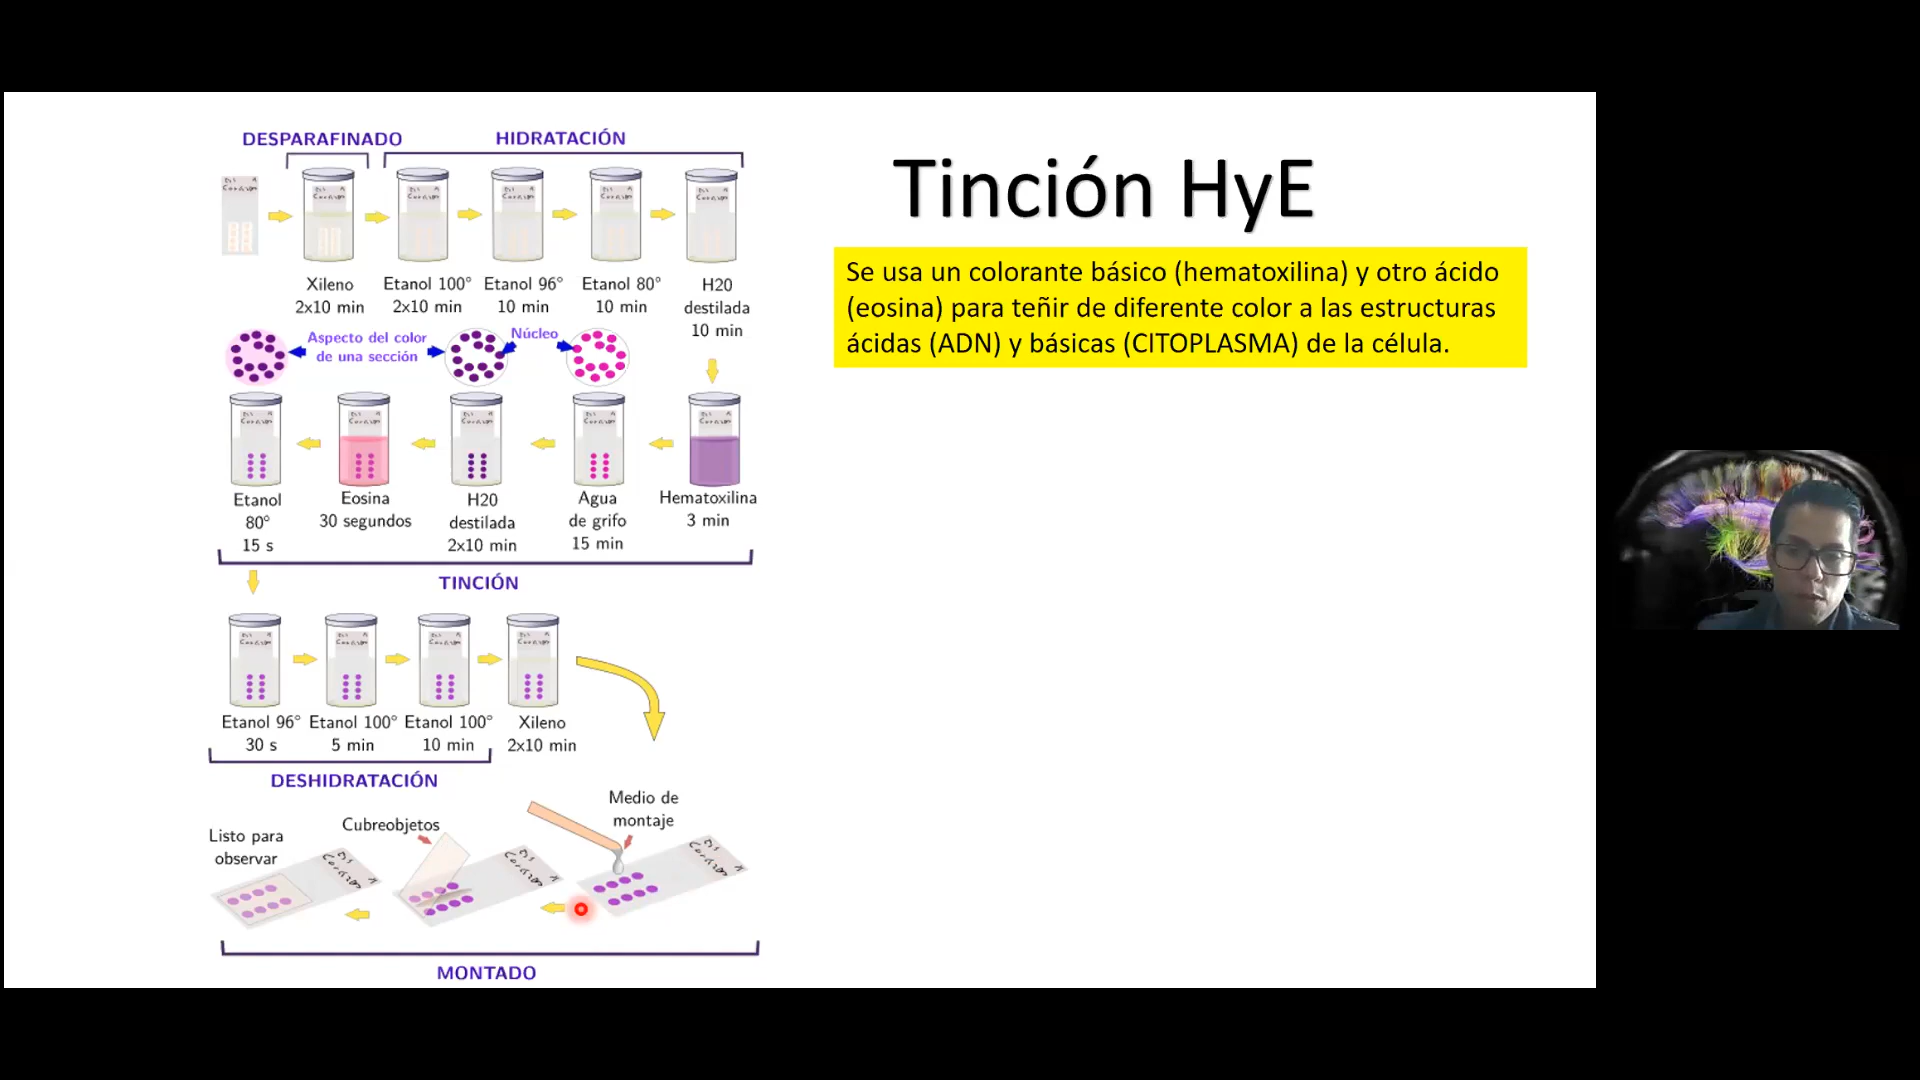 DESPARAFINADO
HIDRATACIÓN
Xileno
2x10 min
Etanol 100°
2x10 min
Etanol 96°
10 min
Etanol 80°
10 min
H20
destilada
10 min
Aspecto del color
de una sección
Núcleo
Etanol
80°
15 s
Eosina
30 segundos
H20
destilada
2x10 min
Agua
de grifo
15 min
Hematoxilina
3 min
TINCIÓN
Etanol 96°
30 s
Etanol 100°
5 min
Etanol 100°
10 min
Xileno
2x10 min
DESHIDRATACIÓN
Listo para
observar
Cubreobjetos
Medio de
montaje
MONTADO
Tinción HyE
Se usa un colorante básico (hematoxilina) y otro ácido
(eosina) para teñir de diferente color a las estructuras
ácidas (ADN) y básicas (CITOPLASMA) de la célula.